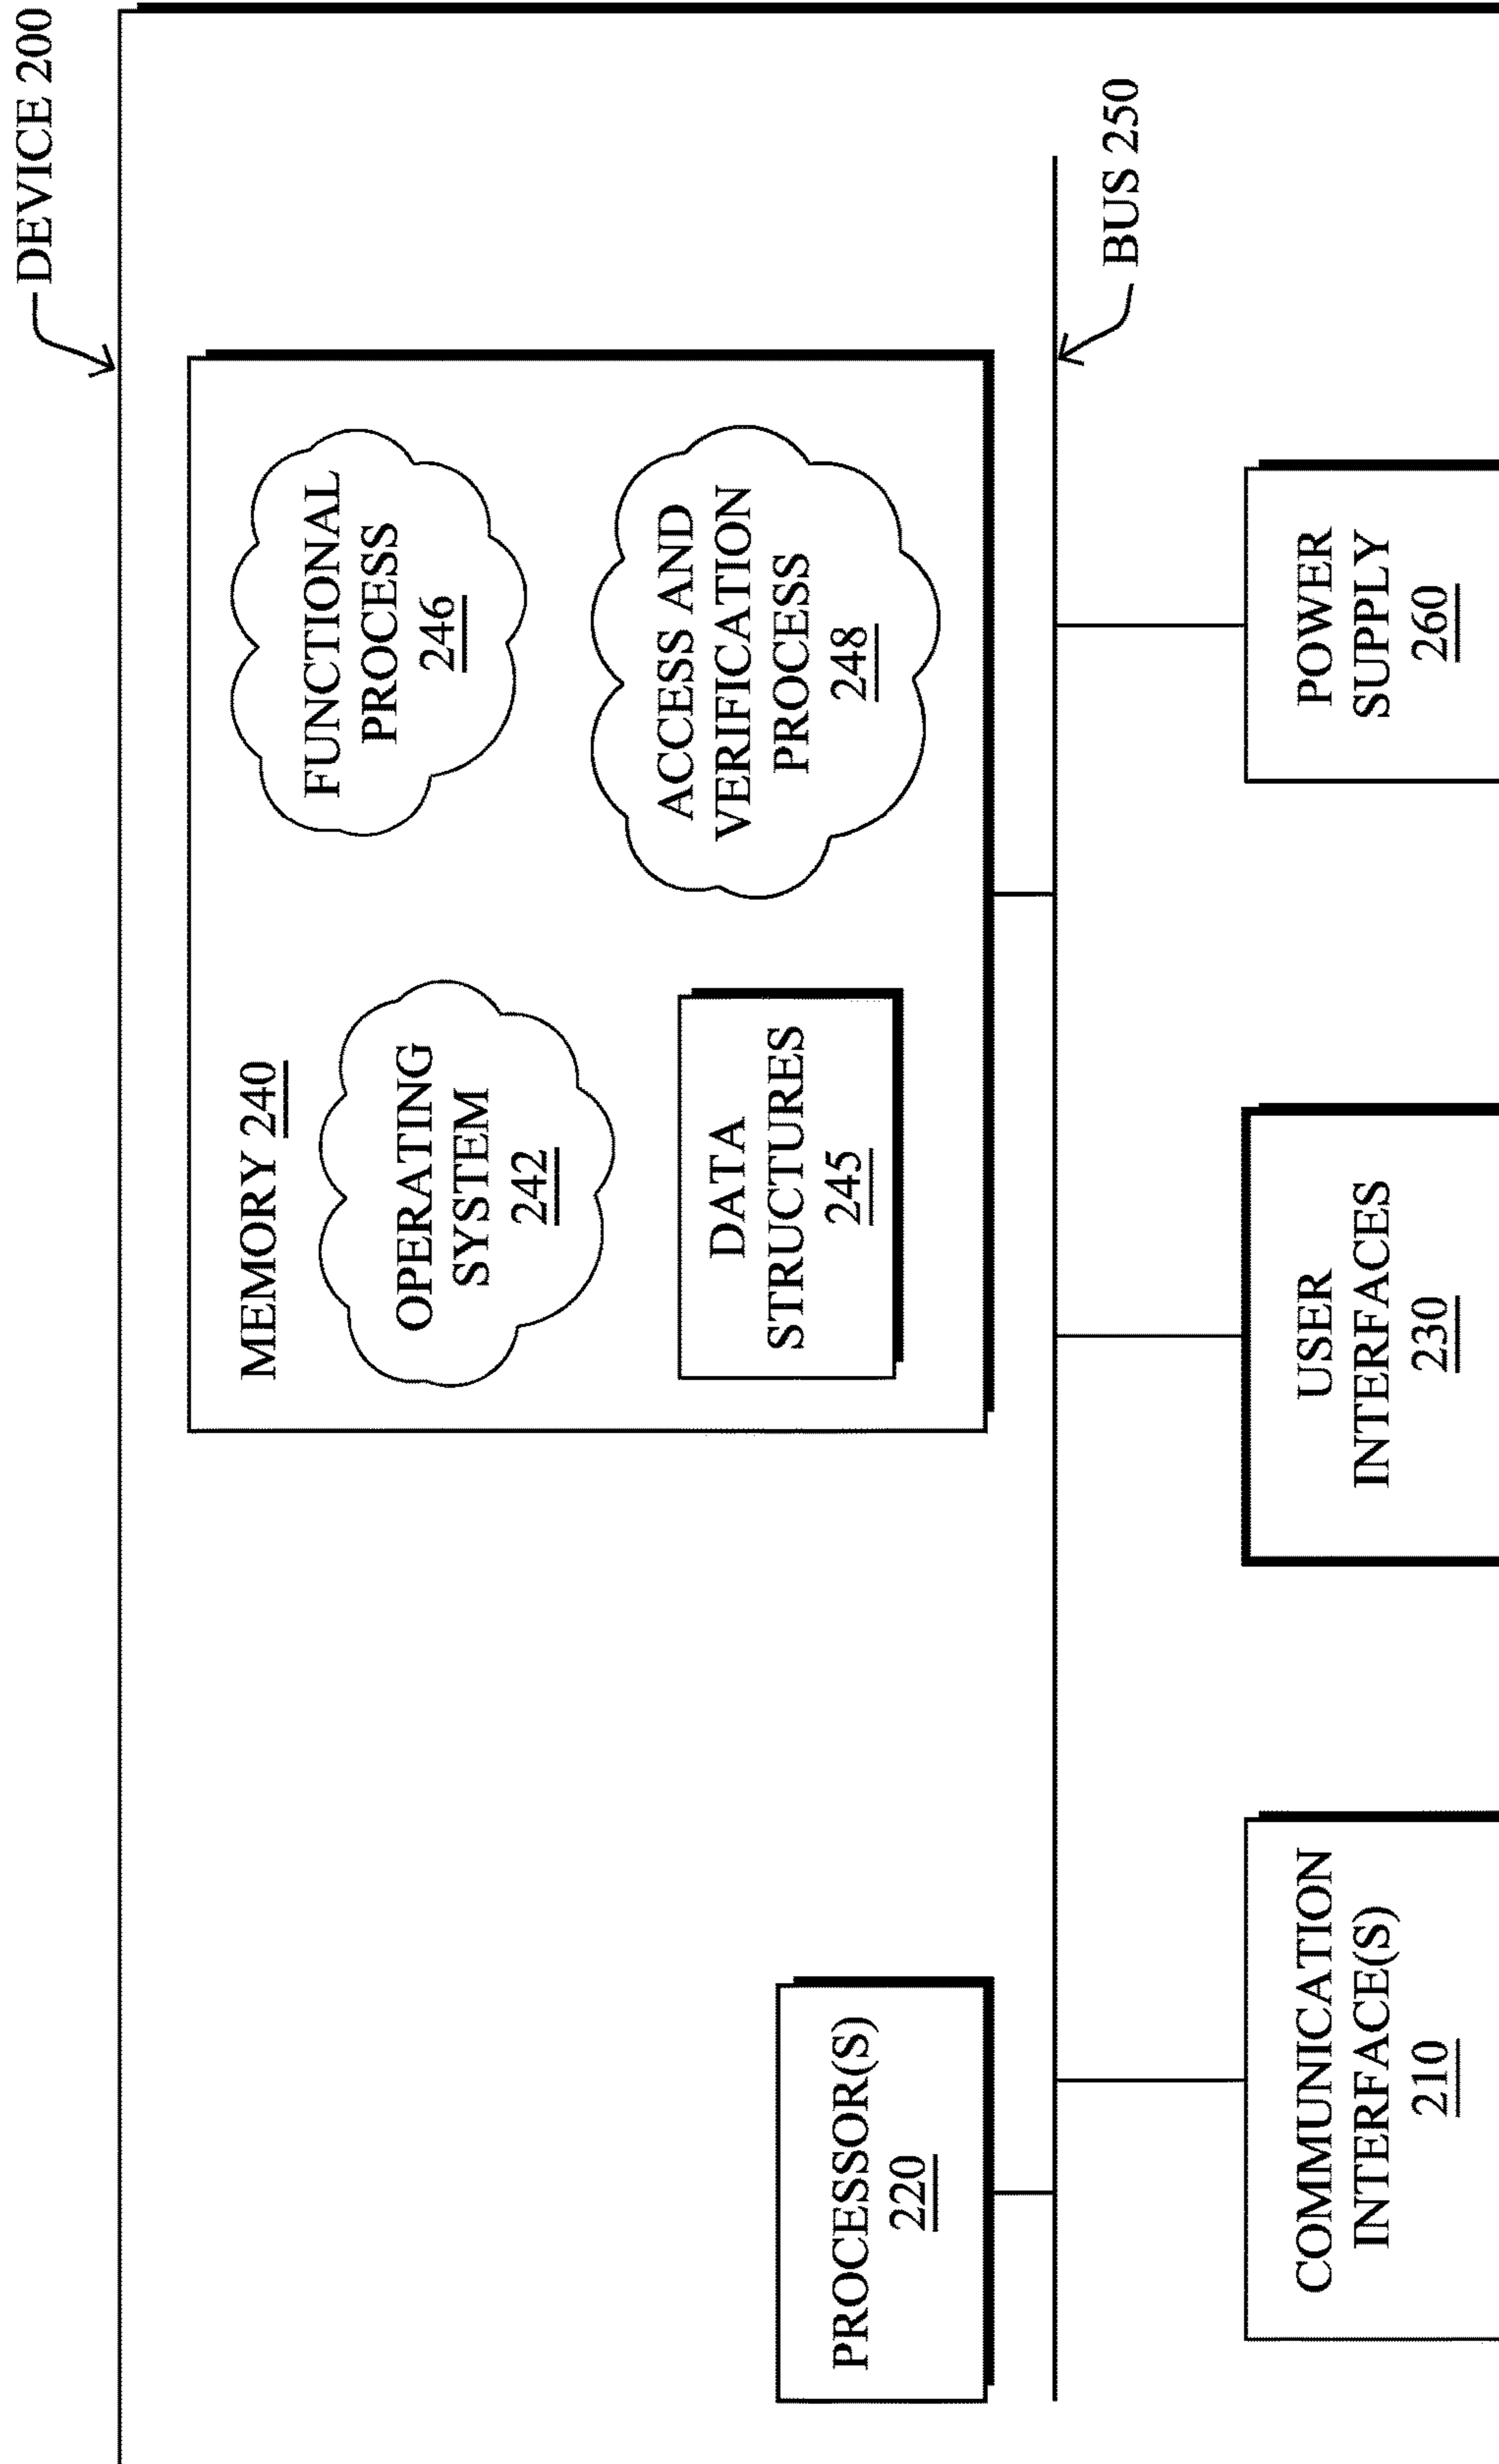 DEVICE 200
MEMORY 240
OPERATING
SYSTEM
242
FUNCTIONAL
PROCESS
246
DATA
STRUCTURES
245
ACCESS AND
VERIFICATION
PROCESS
248
PROCESSOR(S)
220
BUS 250
COMMUNICATION
INTERFACE(S)
210
USER
INTERFACES
230
POWER
SUPPLY
260